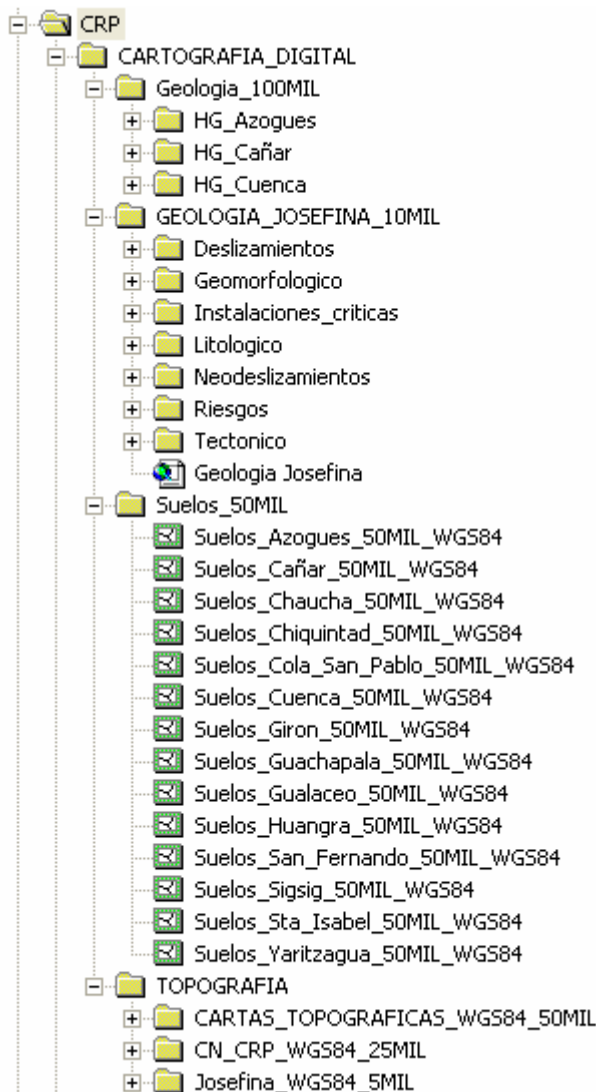 CRP
CARTOGRAFIA_DIGITAL
Geologia_100MIL
HG_Azogues
HG_Cañar
HG_Cuenca
GEOLOGIA_JOSEFINA_10MIL
Deslizamientos
Geomorfologico
Instalaciones_criticas
Litologico
Neodeslizamientos
Riesgos
Tectonico
Geologia Josefina
Suelos_50MIL
Suelos_Azogues_50MIL_WGS84
Suelos_Cañar_50MIL_WGS84
Suelos_Chaucha_50MIL_WGS84
Suelos_Chiquintad_50MIL_WGS84
Suelos_Cola_San_Pablo_50MIL_WGS84
Suelos_Cuenca_50MIL_WGS84
Suelos_Giron_50MIL_WGS84
Suelos_Guachapala_50MIL_WGS84
Suelos_Gualaceo_50MIL_WGS84
Suelos_Huangra_50MIL_WGS84
Suelos_San_Fernando_50MIL_WGS84
Suelos_Sigsig_50MIL_WGS84
Suelos_Sta_Isabel_50MIL_WGS84
Suelos_Yaritzagua_50MIL_WGS84
TOPOGRAFIA
CARTAS_TOPOGRAFICAS_WGS84_50MIL
CN_CRP_WGS84_25MIL
Josefina_WGS84_5MIL